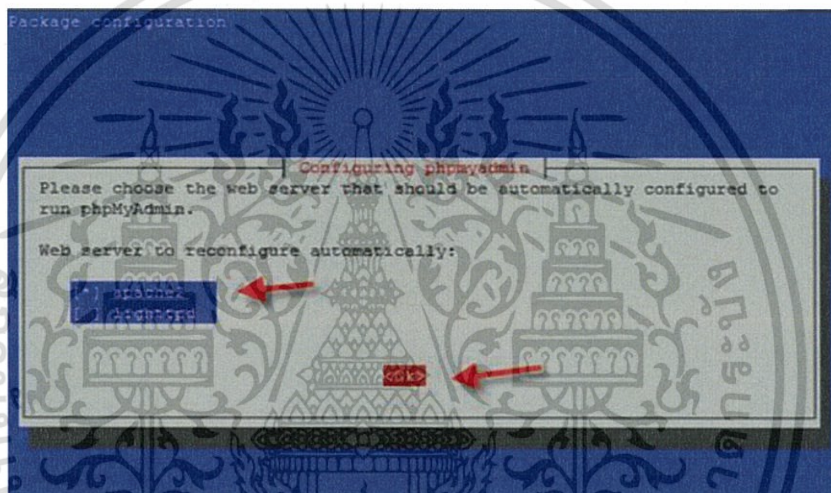 Package configuration
Configuring phpmyadmin
Please choose the web server that should be automatically configured to
run phpMyAdmin.
Web server to reconfigure automatically:
[*] apache2
[ ] lighttpd
<Ok>